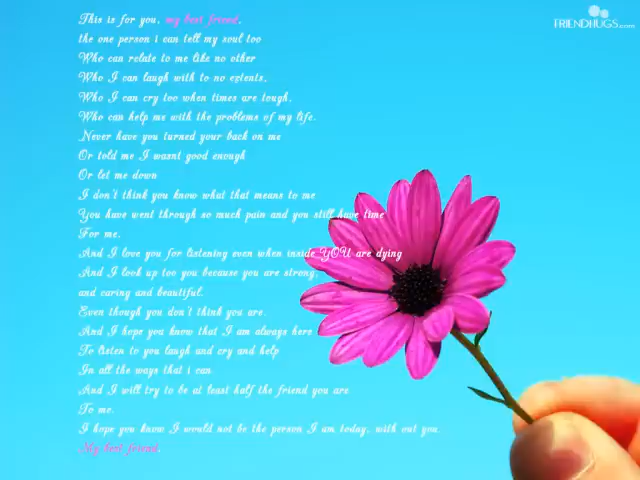 This is for you, my best friend,
the one person i can tell my soul too
Who can relate to me like no other
Who I can laugh with to no extents,
Who I can cry too when times are tough,
Who can help me with the problems of my life.
Never have you turned your back on me
Or told me I wasnt good enough
Or let me down
I don't think you know what that means to me
You have went through so much pain and you still have time
For me,
And I love you for listening even when inside YOU are dying
And I look up too you because you are strong,
and caring and beautiful.
Even though you don't think you are.
And I hope you know that I am always here
To listen to you laugh and cry and help
In all the ways that i can
And I will try to be at least half the friend you are
To me.
I hope you know I would not be the person I am today, with out you.
My best friend.
FRIENDHUGS.com